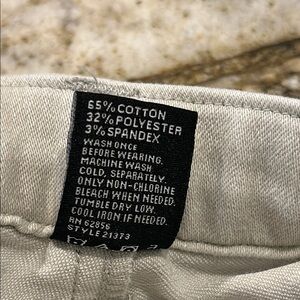 65% COTTON
32% POLYESTER
3% SPANDEX
WASH ONCE
BEFORE WEARING.
MACHINE WASH
COLD, SEPARATELY.
ONLY NON-CHLORINE
BLEACH WHEN NEEDED.
TUMBLE DRY LOW.
COOL IRON, IF NEEDED.
RN 62856
STYLE 21373